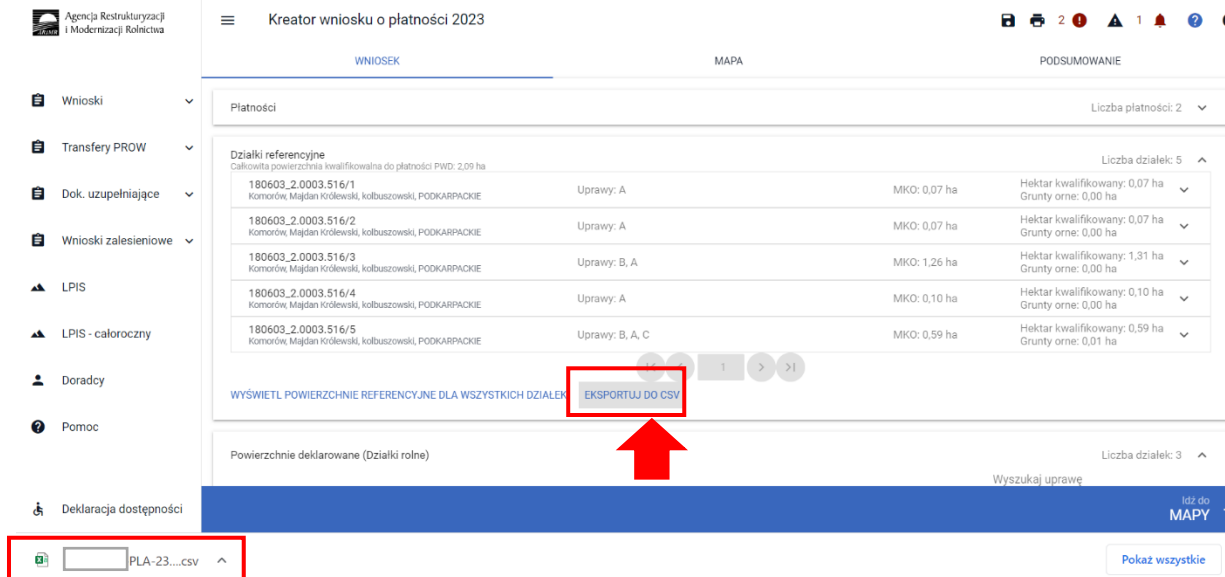 Agencja Restrukturyzacji
i Modernizacji Rolnictwa
ARiMR
Kreator wniosku o płatności 2023
2
1
WNIOSEK
MAPA
PODSUMOWANIE
Wnioski
Transfery PROW
Dok. uzupełniające
Wnioski zalesieniowe
LPIS
LPIS - całoroczny
Doradcy
Pomoc
Deklaracja dostępności
Płatności
Liczba płatności: 2
Działki referencyjne
Całkowita powierzchnia kwalifikowalna do płatności PWD: 2,09 ha
Liczba działek: 5
180603_2.0003.516/1
Komorów, Majdan Królewski, kolbuszowski, PODKARPACKIE
Uprawy: A
MKO: 0,07 ha
Hektar kwalifikowany: 0,07 ha
Grunty orne: 0,00 ha
180603_2.0003.516/2
Komorów, Majdan Królewski, kolbuszowski, PODKARPACKIE
Uprawy: A
MKO: 0,07 ha
Hektar kwalifikowany: 0,07 ha
Grunty orne: 0,00 ha
180603_2.0003.516/3
Komorów, Majdan Królewski, kolbuszowski, PODKARPACKIE
Uprawy: B, A
MKO: 1,26 ha
Hektar kwalifikowany: 1,31 ha
Grunty orne: 0,00 ha
180603_2.0003.516/4
Komorów, Majdan Królewski, kolbuszowski, PODKARPACKIE
Uprawy: A
MKO: 0,10 ha
Hektar kwalifikowany: 0,10 ha
Grunty orne: 0,00 ha
180603_2.0003.516/5
Komorów, Majdan Królewski, kolbuszowski, PODKARPACKIE
Uprawy: B, A, C
MKO: 0,59 ha
Hektar kwalifikowany: 0,59 ha
Grunty orne: 0,01 ha
1
WYŚWIETL POWIERZCHNIE REFERENCYJNE DLA WSZYSTKICH DZIAŁEK
EKSPORTUJ DO CSV
Powierzchnie deklarowane (Działki rolne)
Liczba działek: 3
Wyszukaj uprawę
Idź do
MAPY
PLA-23....csv
Pokaż wszystkie